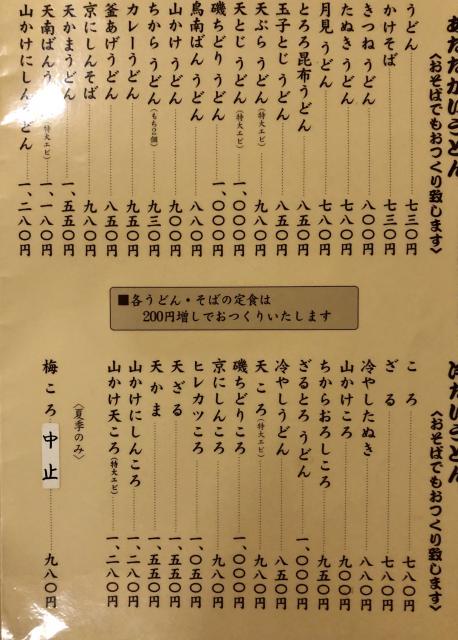 あたたかいうどん
〈おそばでもおつくり致します〉
うどん 七三〇円
かけそば 七三〇円
きつねうどん 八〇〇円
たぬきうどん 七八〇円
月見うどん 七八〇円
とろろ昆布うどん 八五〇円
玉子とじうどん 八五〇円
天ぷらうどん(特大エビ) 九八〇円
天とじうどん(特大エビ) 一、〇〇〇円
磯ちどりうどん 一、〇〇〇円
鳥南ばんうどん 八八〇円
山かけうどん 九〇〇円
ちからうどん(もち2個) 九三〇円
カレーうどん 九五〇円
釜あげうどん 八五〇円
京にしんそば 九八〇円
天かまうどん 一、五五〇円
天南ばんうどん(特大エビ) 一、一八〇円
山かけにしんうどん 一、二八〇円
■各うどん・そばの定食は
200円増しでおつくりいたします
冷たいうどん
〈おそばでもおつくり致します〉
ころ 七八〇円
ざる 七八〇円
冷やしたぬき 八八〇円
山かけころ 九〇〇円
ちからおろしころ 九五〇円
ざるとろうどん 一、〇〇〇円
冷やしうどん 八五〇円
天ころ(特大エビ) 九八〇円
磯ちどりころ 一、〇〇〇円
京にしんころ 九八〇円
ヒレカツころ 一、〇五〇円
天ざる 一、五五〇円
天かま 一、五五〇円
山かけにしんころ 一、二八〇円
山かけ天ころ(特大エビ) 一、二八〇円
〈夏季のみ〉
梅ころ 中止 九八〇円